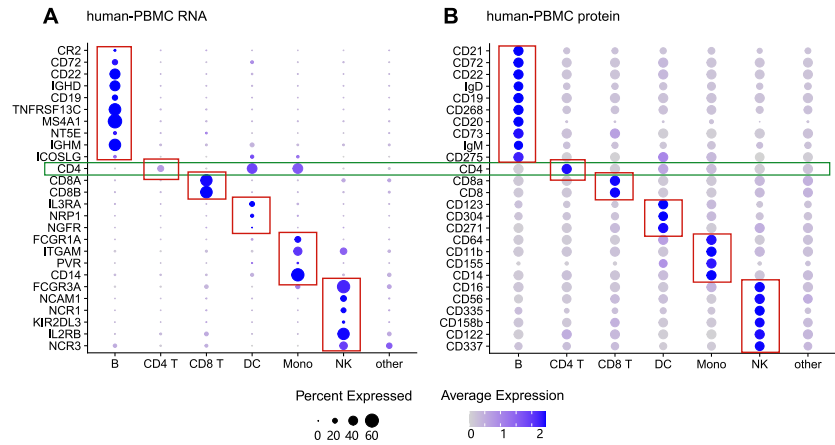 A human-PBMC RNA
CR2
CD72
CD22
IGHD
CD19
TNFRSF13C
MS4A1
NT5E
IGHM
ICOSLG
CD4
CD8A
CD8B
IL3RA
NRP1
NGFR
FCGR1A
ITGAM
PVR
CD14
FCGR3A
NCAM1
NCR1
KIR2DL3
IL2RB
NCR3
B CD4 T CD8 T DC Mono NK other
B human-PBMC protein
CD21
CD72
CD22
IgD
CD19
CD268
CD20
CD73
IgM
CD275
CD4
CD8a
CD8
CD123
CD304
CD271
CD64
CD11b
CD155
CD14
CD16
CD56
CD335
CD158b
CD122
CD337
B CD4 T CD8 T DC Mono NK other
Percent Expressed
0 20 40 60
Average Expression
0 1 2